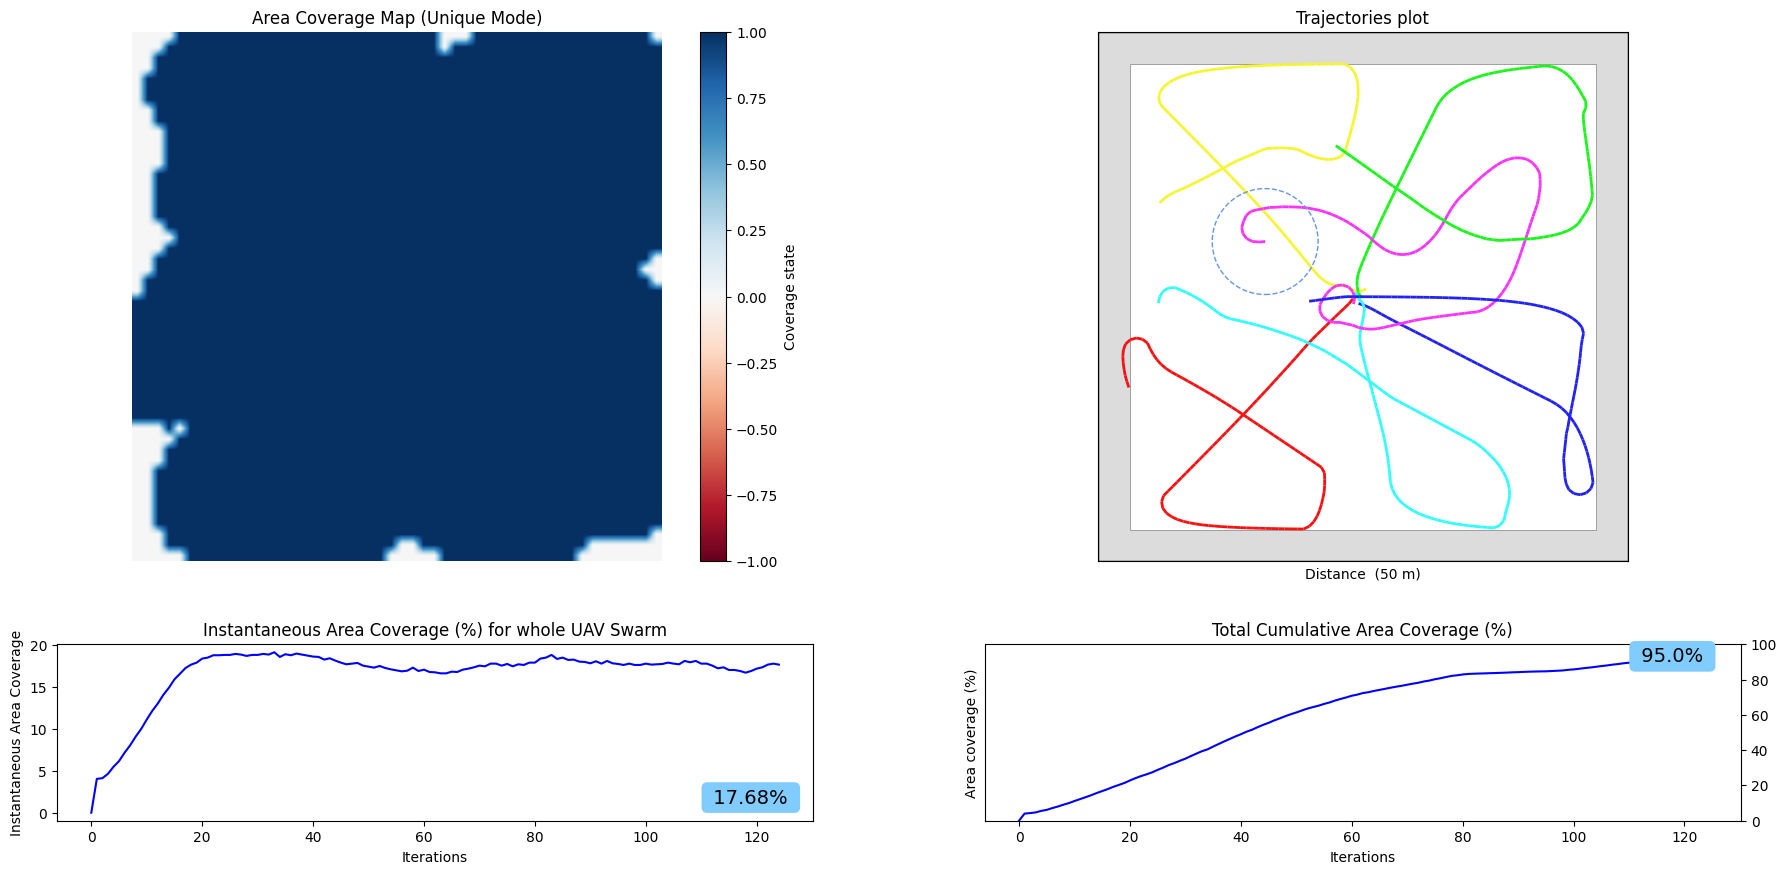 Area Coverage Map (Unique Mode)
1.00
0.75
0.50
0.25
0.00
−0.25
−0.50
−0.75
−1.00
Coverage state
Trajectories plot
Distance  (50 m)
Instantaneous Area Coverage (%) for whole UAV Swarm
Instantaneous Area Coverage
20
15
10
5
0
17.68%
0 20 40 60 80 100 120
Iterations
Total Cumulative Area Coverage (%)
Area coverage (%)
95.0%
100
80
60
40
20
0
0 20 40 60 80 100 120
Iterations